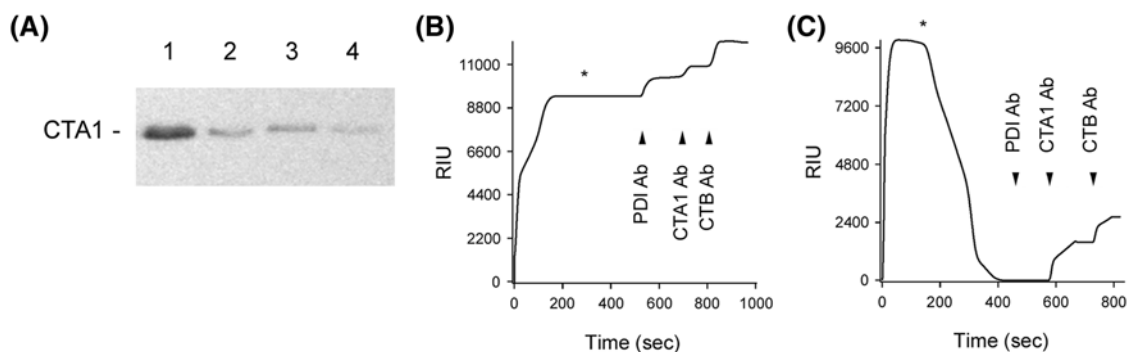 (A)
1 2 3 4
CTA1 -
(B)
RIU
11000
8800
6600
4400
2200
0
*
PDI Ab
CTA1 Ab
CTB Ab
0 200 400 600 800 1000
Time (sec)
(C)
RIU
9600
7200
4800
2400
0
*
PDI Ab
CTA1 Ab
CTB Ab
0 200 400 600 800
Time (sec)